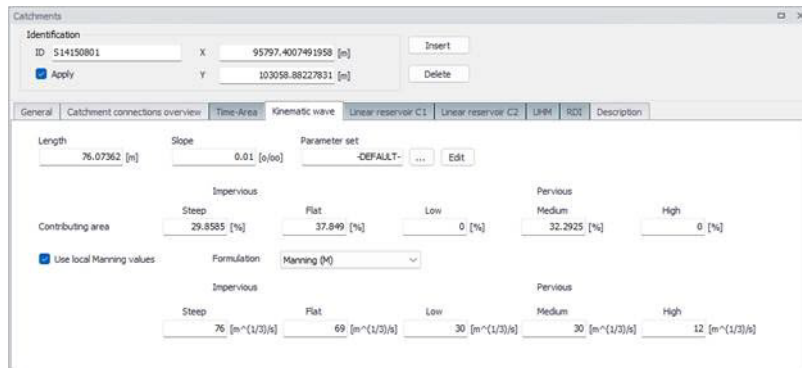 Catchments
Identification
ID S14150801 X 95797.4007491958 [m] Insert
Apply Y 103058.88227831 [m] Delete
General Catchment connections overview Time-Area Kinematic wave Linear reservoir C1 Linear reservoir C2 UHM RDI Description
Length Slope Parameter set
76.07362 [m] 0.01 [o/oo] -DEFAULT- ... Edit
Impervious Pervious
Steep Flat Low Medium High
Contributing area 29.8585 [%] 37.849 [%] 0 [%] 32.2925 [%] 0 [%]
Use local Manning values Formulation Manning (M)
Impervious Pervious
Steep Flat Low Medium High
76 [m^(1/3)/s] 69 [m^(1/3)/s] 30 [m^(1/3)/s] 30 [m^(1/3)/s] 12 [m^(1/3)/s]